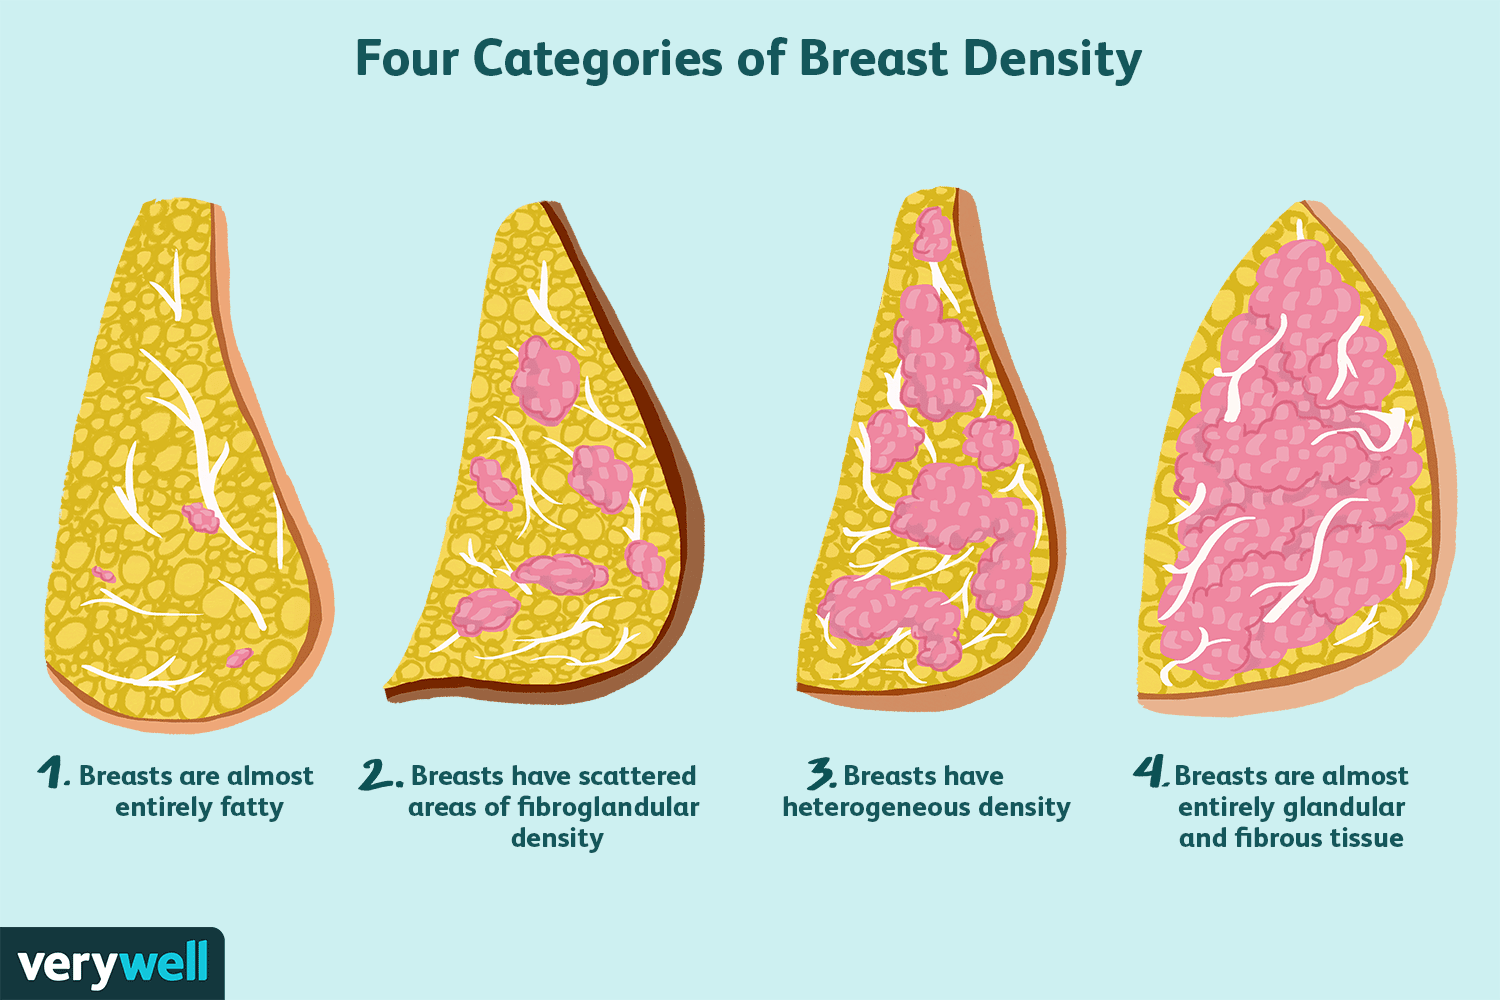 Four Categories of Breast Density
1. Breasts are almost
entirely fatty
2. Breasts have scattered
areas of fibroglandular
density
3. Breasts have
heterogeneous density
4. Breasts are almost
entirely glandular
and fibrous tissue
verywell